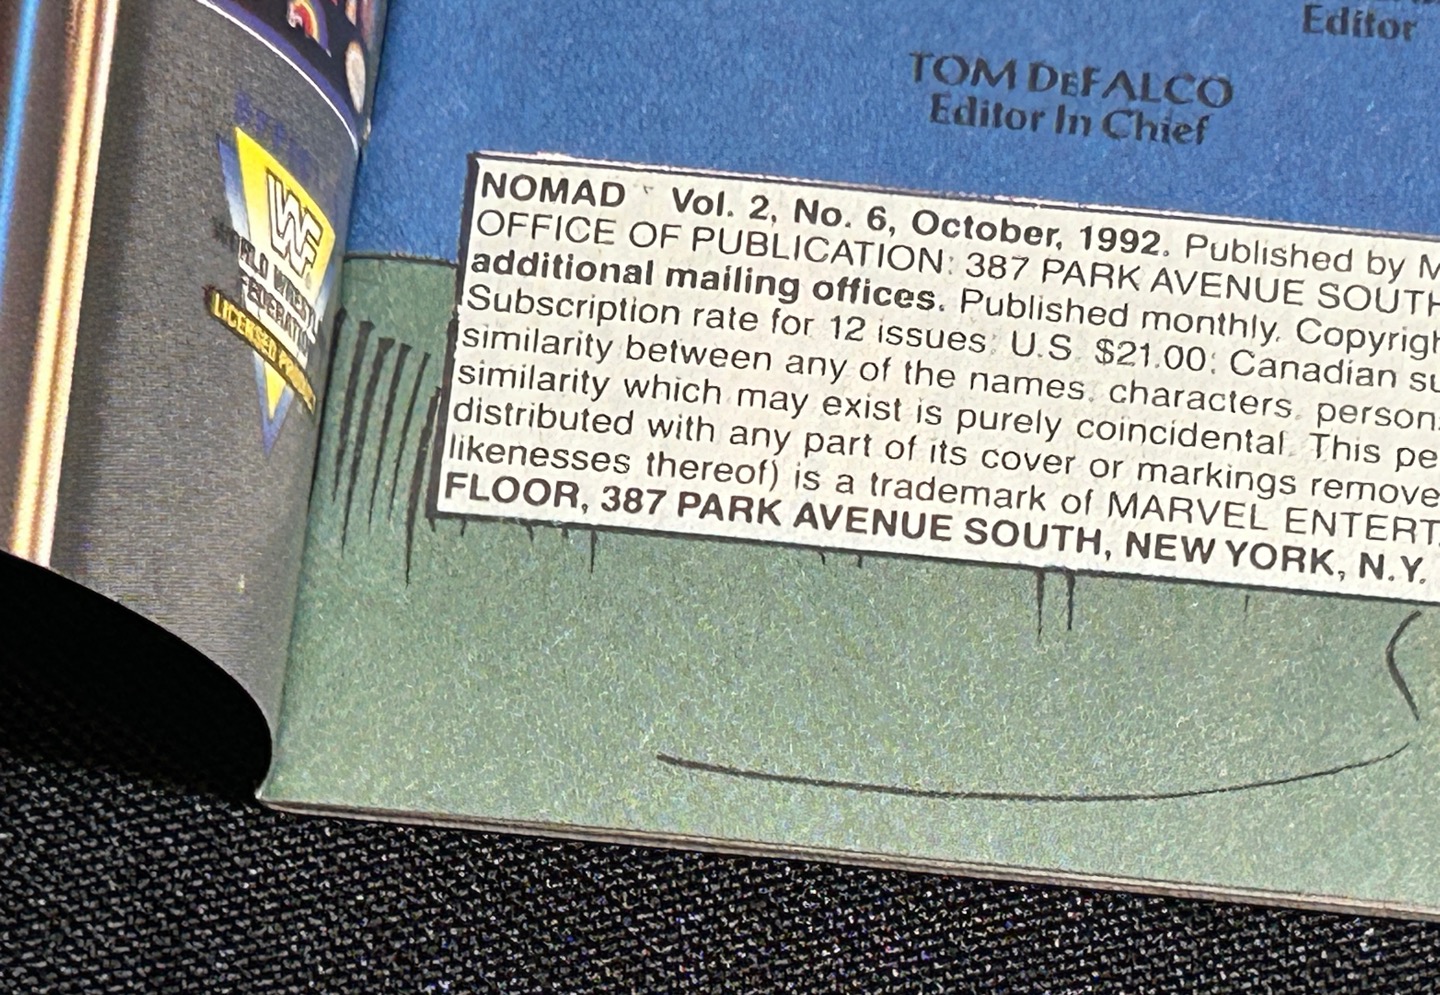 Editor
TOM DEFALCO
Editor In Chief
NOMAD Vol. 2, No. 6, October, 1992. Published by M
OFFICE OF PUBLICATION: 387 PARK AVENUE SOUTH
additional mailing offices. Published monthly. Copyrigh
Subscription rate for 12 issues: U.S. $21.00; Canadian su
similarity between any of the names, characters, person
similarity which may exist is purely coincidental. This pe
distributed with any part of its cover or markings remove
likenesses thereof) is a trademark of MARVEL ENTERT
FLOOR, 387 PARK AVENUE SOUTH, NEW YORK, N.Y.
WF
FEDERATION
LICENSED